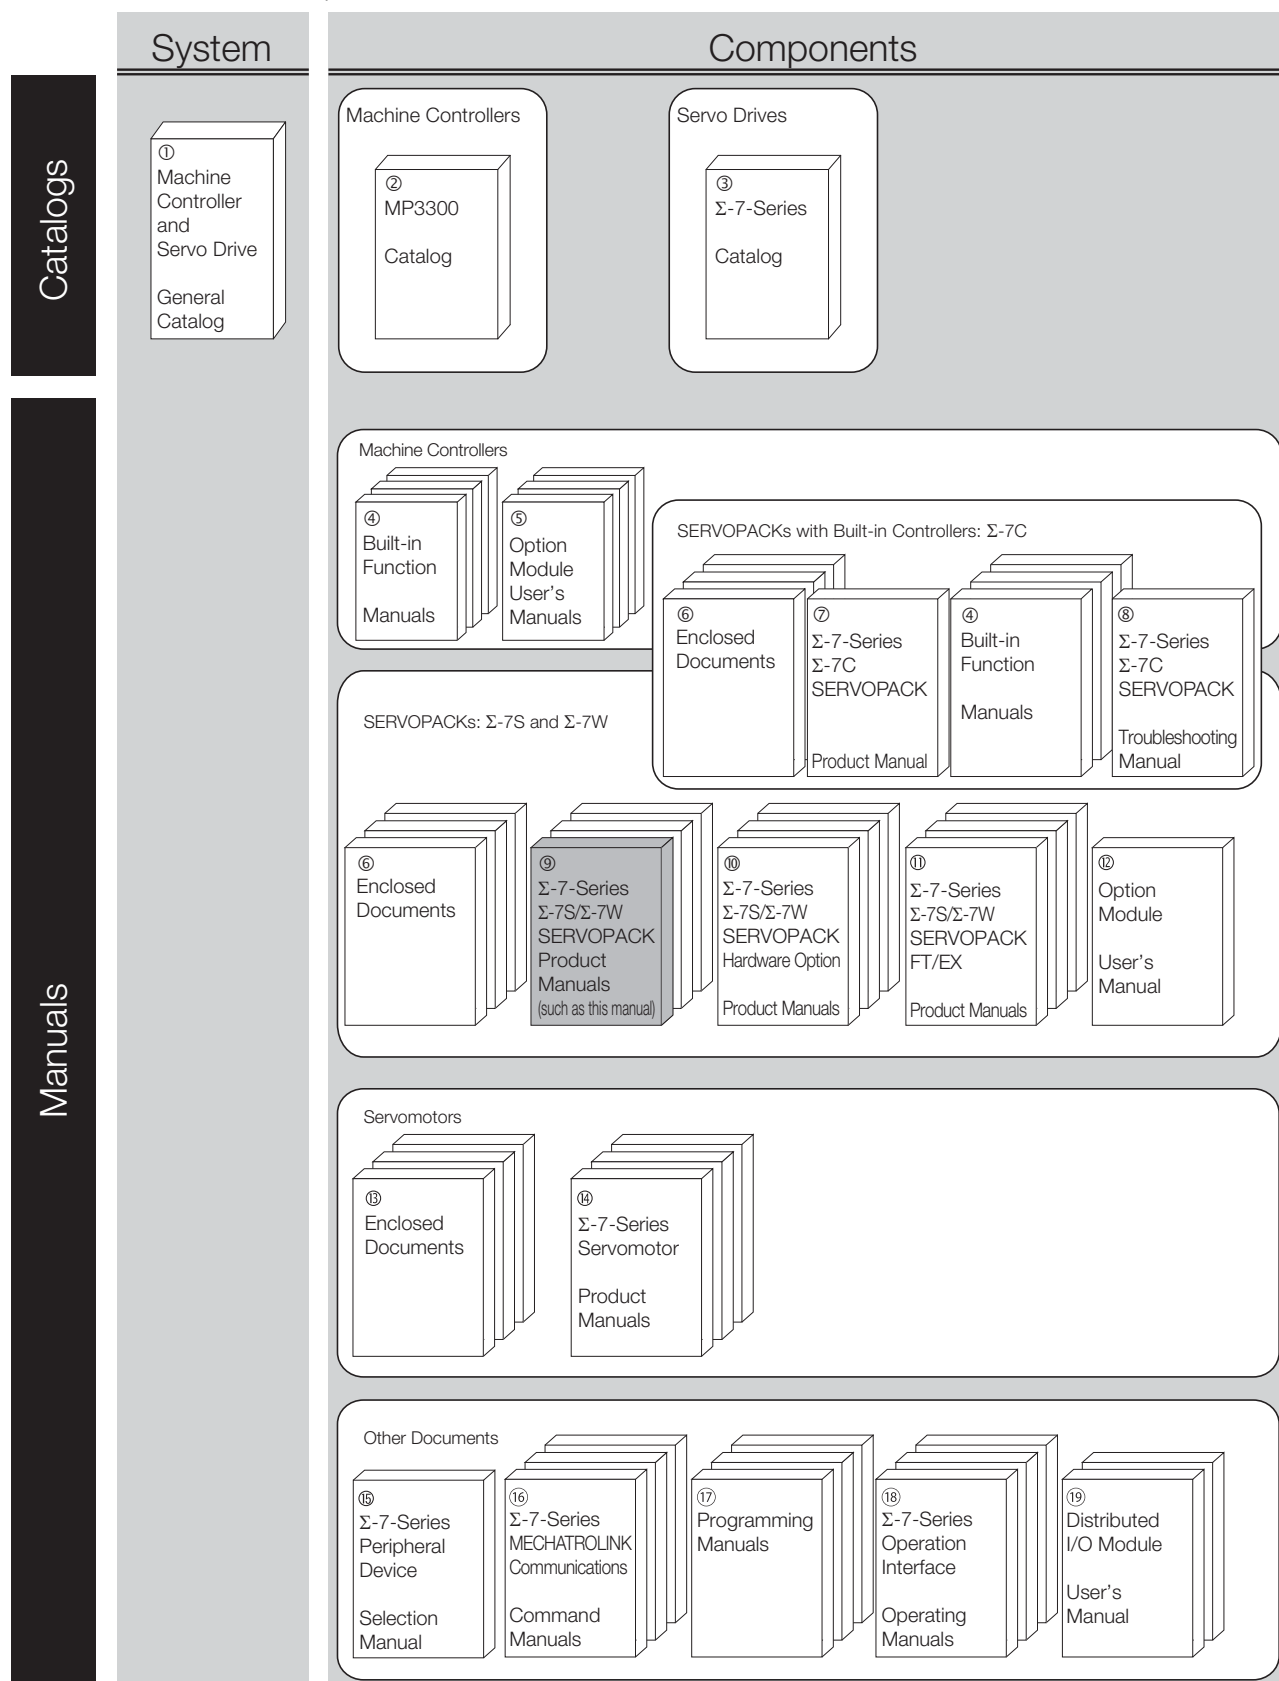 System
Components
Catalogs
Manuals
①
Machine
Controller
and
Servo Drive
General
Catalog
Machine Controllers
②
MP3300
Catalog
Servo Drives
③
Σ-7-Series
Catalog
Machine Controllers
④
Built-in
Function
Manuals
⑤
Option
Module
User's
Manuals
SERVOPACKs with Built-in Controllers: Σ-7C
⑥
Enclosed
Documents
⑦
Σ-7-Series
Σ-7C
SERVOPACK
Product Manual
④
Built-in
Function
Manuals
⑧
Σ-7-Series
Σ-7C
SERVOPACK
Troubleshooting
Manual
SERVOPACKs: Σ-7S and Σ-7W
⑥
Enclosed
Documents
⑨
Σ-7-Series
Σ-7S/Σ-7W
SERVOPACK
Product
Manuals
(such as this manual)
⑩
Σ-7-Series
Σ-7S/Σ-7W
SERVOPACK
Hardware Option
Product Manuals
⑪
Σ-7-Series
Σ-7S/Σ-7W
SERVOPACK
FT/EX
Product Manuals
⑫
Option
Module
User's
Manual
Servomotors
⑬
Enclosed
Documents
⑭
Σ-7-Series
Servomotor
Product
Manuals
Other Documents
⑮
Σ-7-Series
Peripheral
Device
Selection
Manual
⑯
Σ-7-Series
MECHATROLINK
Communications
Command
Manuals
⑰
Programming
Manuals
⑱
Σ-7-Series
Operation
Interface
Operating
Manuals
⑲
Distributed
I/O Module
User's
Manual